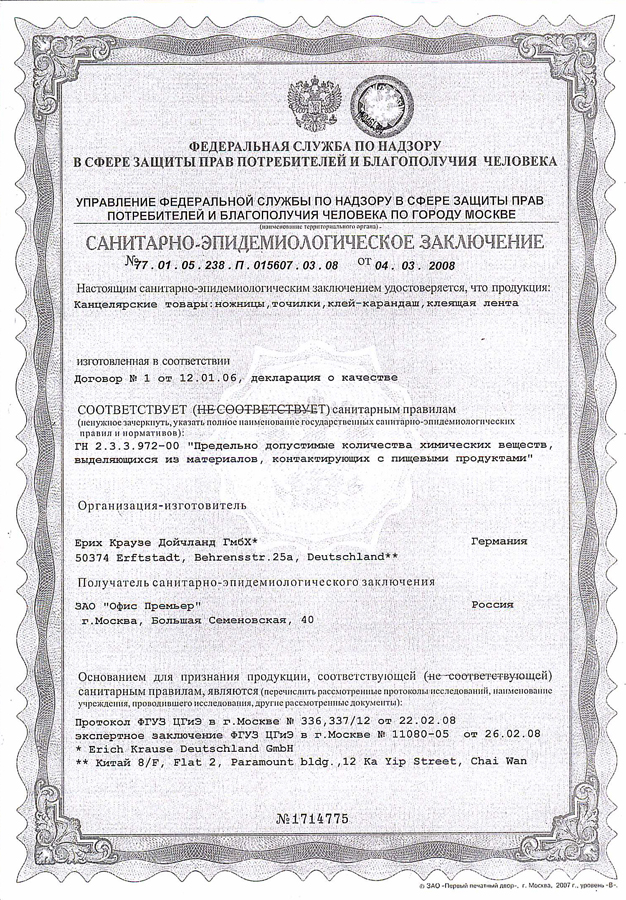 ФЕДЕРАЛЬНАЯ СЛУЖБА ПО НАДЗОРУ
В СФЕРЕ ЗАЩИТЫ ПРАВ ПОТРЕБИТЕЛЕЙ И БЛАГОПОЛУЧИЯ ЧЕЛОВЕКА
УПРАВЛЕНИЕ ФЕДЕРАЛЬНОЙ СЛУЖБЫ ПО НАДЗОРУ В СФЕРЕ ЗАЩИТЫ ПРАВ
ПОТРЕБИТЕЛЕЙ И БЛАГОПОЛУЧИЯ ЧЕЛОВЕКА ПО ГОРОДУ МОСКВЕ
(наименование территориального органа)
САНИТАРНО-ЭПИДЕМИОЛОГИЧЕСКОЕ ЗАКЛЮЧЕНИЕ
№77.01.05.238.П.015607.03.08 от 04.03.2008
Настоящим санитарно-эпидемиологическим заключением удостоверяется, что продукция:
Канцелярские товары:ножницы,точилки,клей-карандаш,клеящая лента
изготовленная в соответствии
Договор № 1 от 12.01.06, декларация о качестве
СООТВЕТСТВУЕТ (НЕ СООТВЕТСТВУЕТ) санитарным правилам
(ненужное зачеркнуть, указать полное наименование государственных санитарно-эпидемиологических
правил и нормативов):
ГН 2.3.3.972-00 "Предельно допустимые количества химических веществ,
выделяющихся из материалов, контактирующих с пищевыми продуктами"
Организация-изготовитель
Ерих Краузе Дойчланд ГмбХ* Германия
50374 Erftstadt, Behrensstr.25a, Deutschland**
Получатель санитарно-эпидемиологического заключения
ЗАО "Офис Премьер" Россия
г.Москва, Большая Семеновская, 40
Основанием для признания продукции, соответствующей (не соответствующей)
санитарным правилам, являются (перечислить рассмотренные протоколы исследований, наименование
учреждения, проводившего исследования, другие рассмотренные документы):
Протокол ФГУЗ ЦГиЭ в г.Москве № 336,337/12 от 22.02.08
экспертное заключение ФГУЗ ЦГиЭ в г.Москве № 11080-05 от 26.02.08
* Erich Krause Deutschland GmbH
** Китай 8/F, Flat 2, Paramount bldg.,12 Ka Yip Street, Chai Wan
№1714775
© ЗАО «Первый печатный двор», г. Москва, 2007 г., уровень «В».